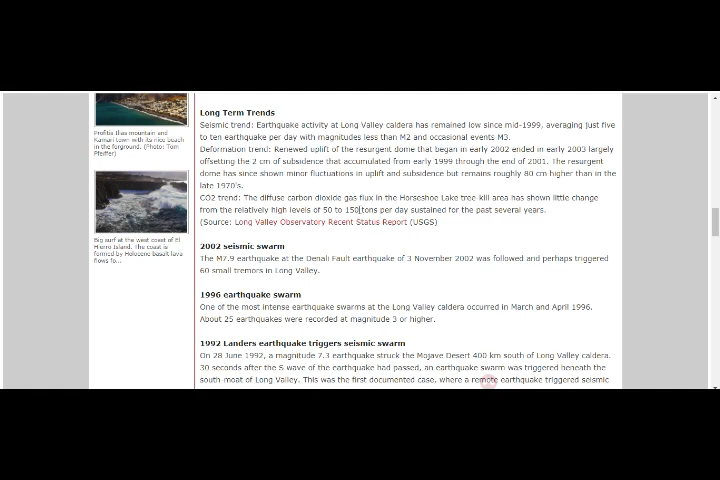 Profitis Ilias mountain and
Kamari town with its nice beach
in the forground. (Photo: Tom
Pfeiffer)
Big surf at the west coast of El
Hierro Island. The coast is
formed by Holocene basalt lava
flows fo...
Long Term Trends
Seismic trend: Earthquake activity at Long Valley caldera has remained low since mid-1999, averaging just five
to ten earthquake per day with magnitudes less than M2 and occasional events M3.
Deformation trend: Renewed uplift of the resurgent dome that began in early 2002 ended in early 2003 largely
offsetting the 2 cm of subsidence that accumulated from early 1999 through the end of 2001. The resurgent
dome has since shown minor fluctuations in uplift and subsidence but remains roughly 80 cm higher than in the
late 1970's.
CO2 trend: The diffuse carbon dioxide gas flux in the Horseshoe Lake tree-kill area has shown little change
from the relatively high levels of 50 to 150 tons per day sustained for the past several years.
(Source: Long Valley Observatory Recent Status Report (USGS)
2002 seismic swarm
The M7.9 earthquake at the Denali Fault earthquake of 3 November 2002 was followed and perhaps triggered
60 small tremors in Long Valley.
1996 earthquake swarm
One of the most intense earthquake swarms at the Long Valley caldera occurred in March and April 1996.
About 25 earthquakes were recorded at magnitude 3 or higher.
1992 Landers earthquake triggers seismic swarm
On 28 June 1992, a magnitude 7.3 earthquake struck the Mojave Desert 400 km south of Long Valley caldera.
30 seconds after the S wave of the earthquake had passed, an earthquake swarm was triggered beneath the
south-moat of Long Valley. This was the first documented case, where a remote earthquake triggered seismic